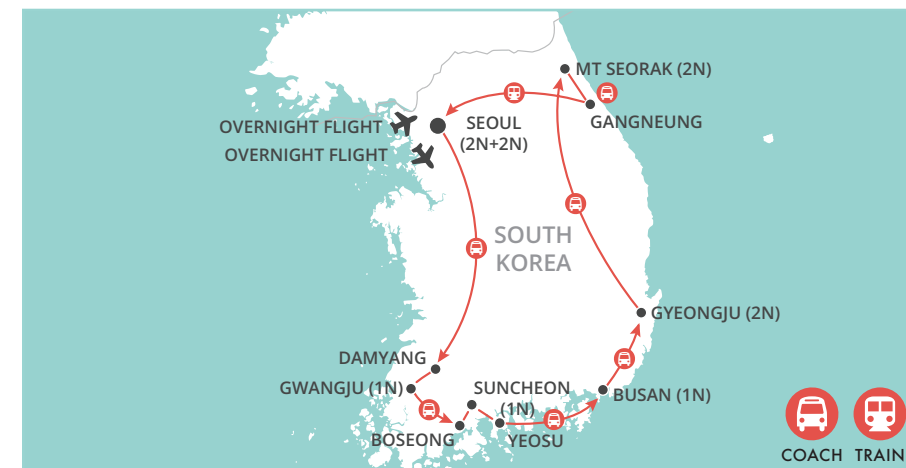 MT SEORAK (2N)
OVERNIGHT FLIGHT
SEOUL
(2N+2N)
GANGNEUNG
OVERNIGHT FLIGHT
SOUTH
KOREA
GYEONGJU (2N)
DAMYANG
GWANGJU (1N)
SUNCHEON
(1N)
BUSAN (1N)
BOSEONG
YEOSU
COACH
TRAIN